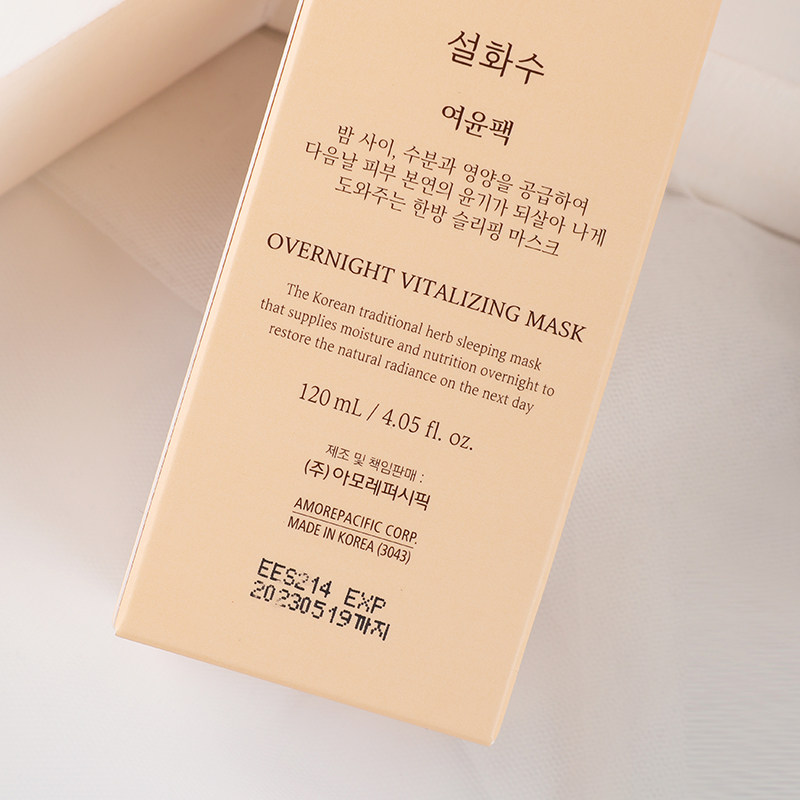 설화수
여윤팩
밤 사이, 수분과 영양을 공급하여
다음날 피부 본연의 윤기가 되살아 나게
도와주는 한방 슬리핑 마스크
OVERNIGHT VITALIZING MASK
The Korean traditional herb sleeping mask
that supplies moisture and nutrition overnight to
restore the natural radiance on the next day
120 mL / 4.05 fl. oz.
제조 및 책임판매 :
(주)아모레퍼시픽
AMOREPACIFIC CORP.
MADE IN KOREA (3043)
EES214 EXP
20230519까지